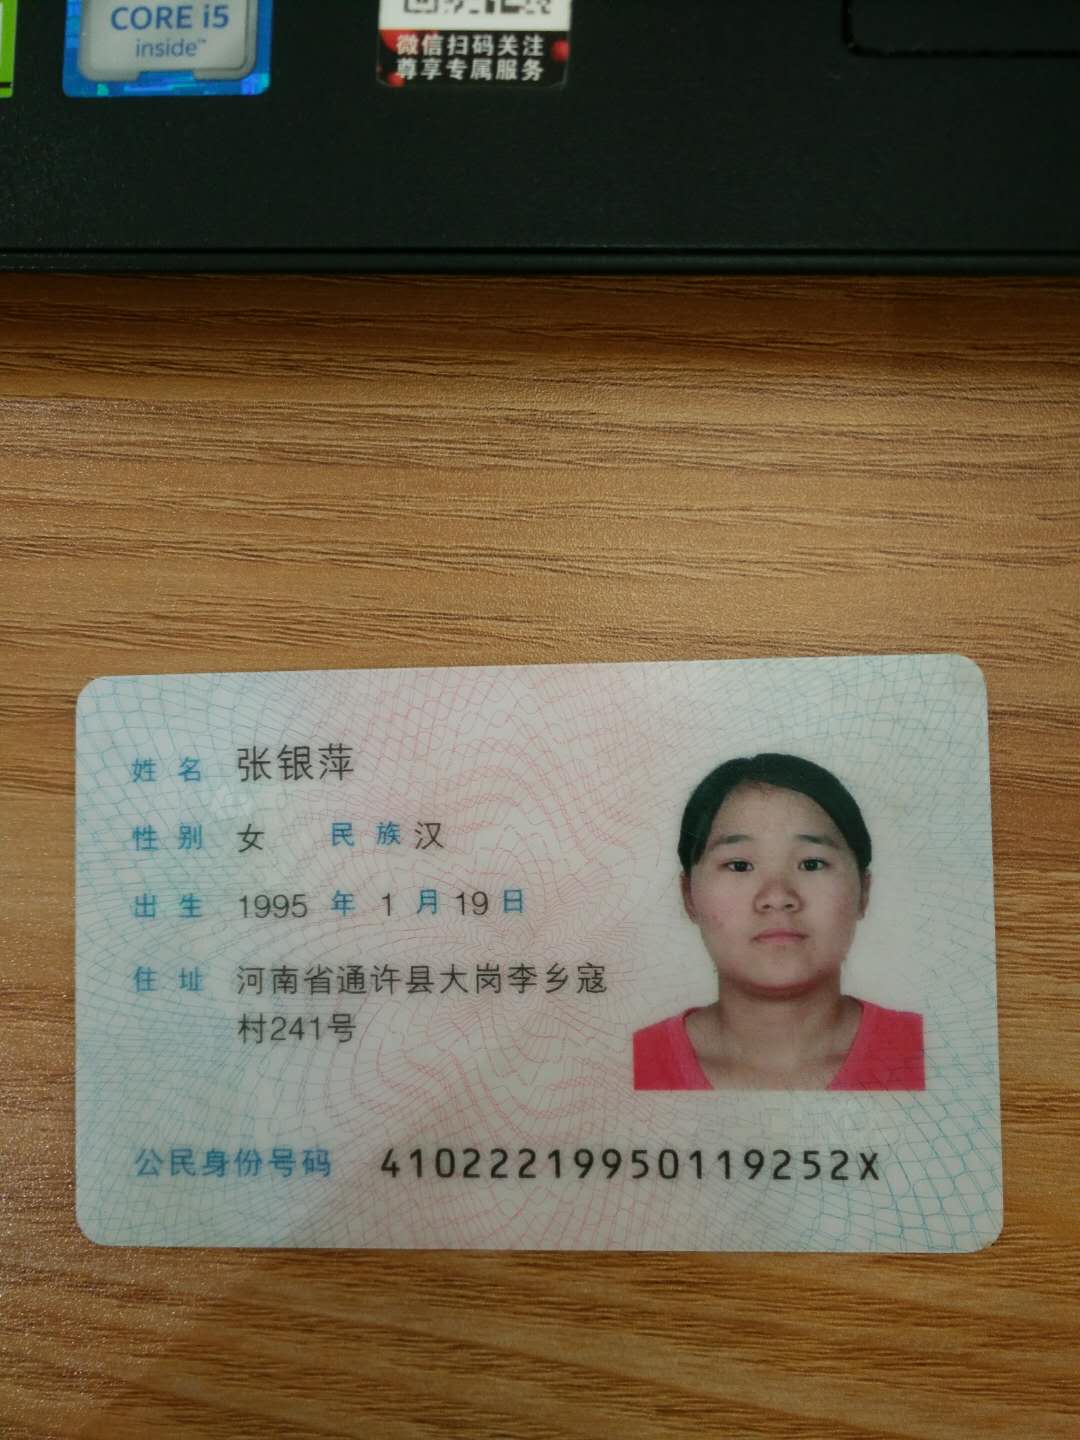 CORE i5
inside™
微信扫码关注
尊享专属服务
姓名 张银萍
性别 女 民族 汉
出生 1995 年 1 月 19 日
住址 河南省通许县大岗李乡寇
村241号
公民身份号码 41022219950119252X